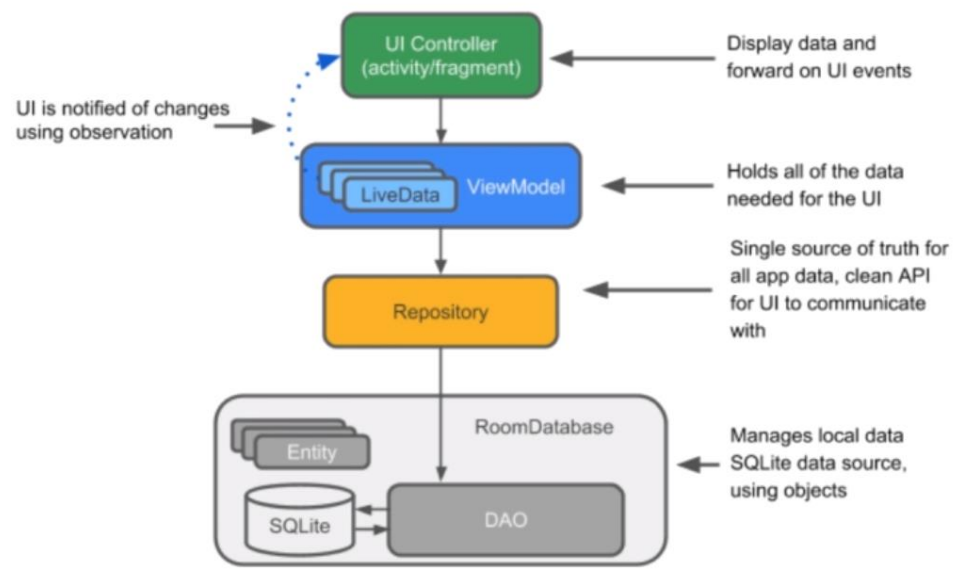 UI Controller
(activity/fragment)
Display data and
forward on UI events
UI is notified of changes
using observation
LiveData
ViewModel
Holds all of the data
needed for the UI
Single source of truth for
all app data, clean API
for UI to communicate
with
Repository
RoomDatabase
Entity
SQLite
DAO
Manages local data
SQLite data source,
using objects